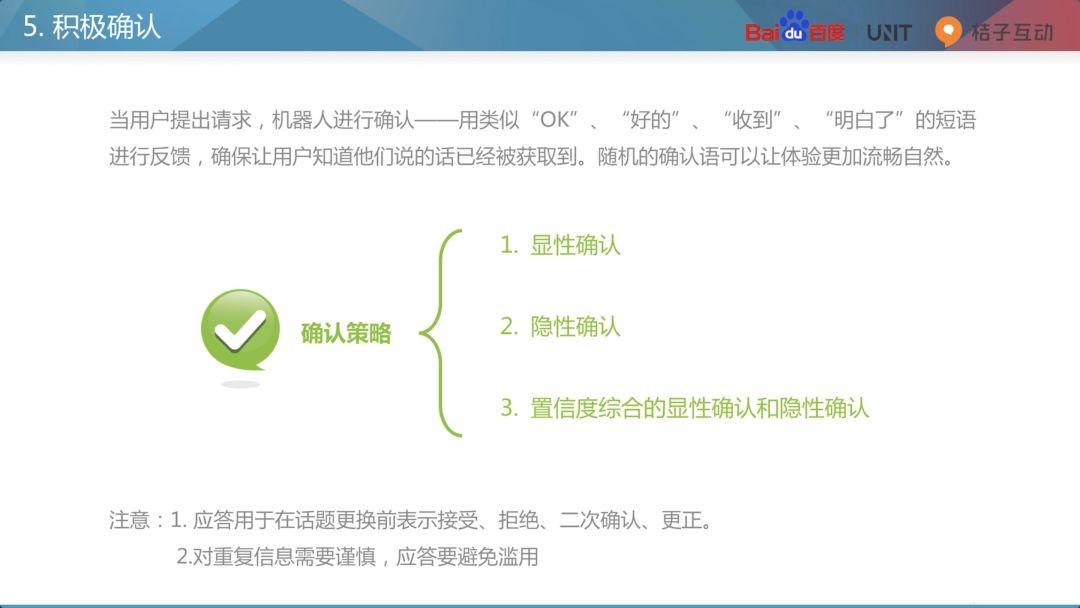 5. 积极确认
Bai du 百度 UNIT 桔子互动
当用户提出请求，机器人进行确认——用类似“OK”、“好的”、“收到”、“明白了”的短语
进行反馈，确保让用户知道他们说的话已经被获取到。随机的确认语可以让体验更加流畅自然。
1. 显性确认
确认策略
2. 隐性确认
3. 置信度综合的显性确认和隐性确认
注意：1. 应答用于在话题更换前表示接受、拒绝、二次确认、更正。
2.对重复信息需要谨慎，应答要避免滥用